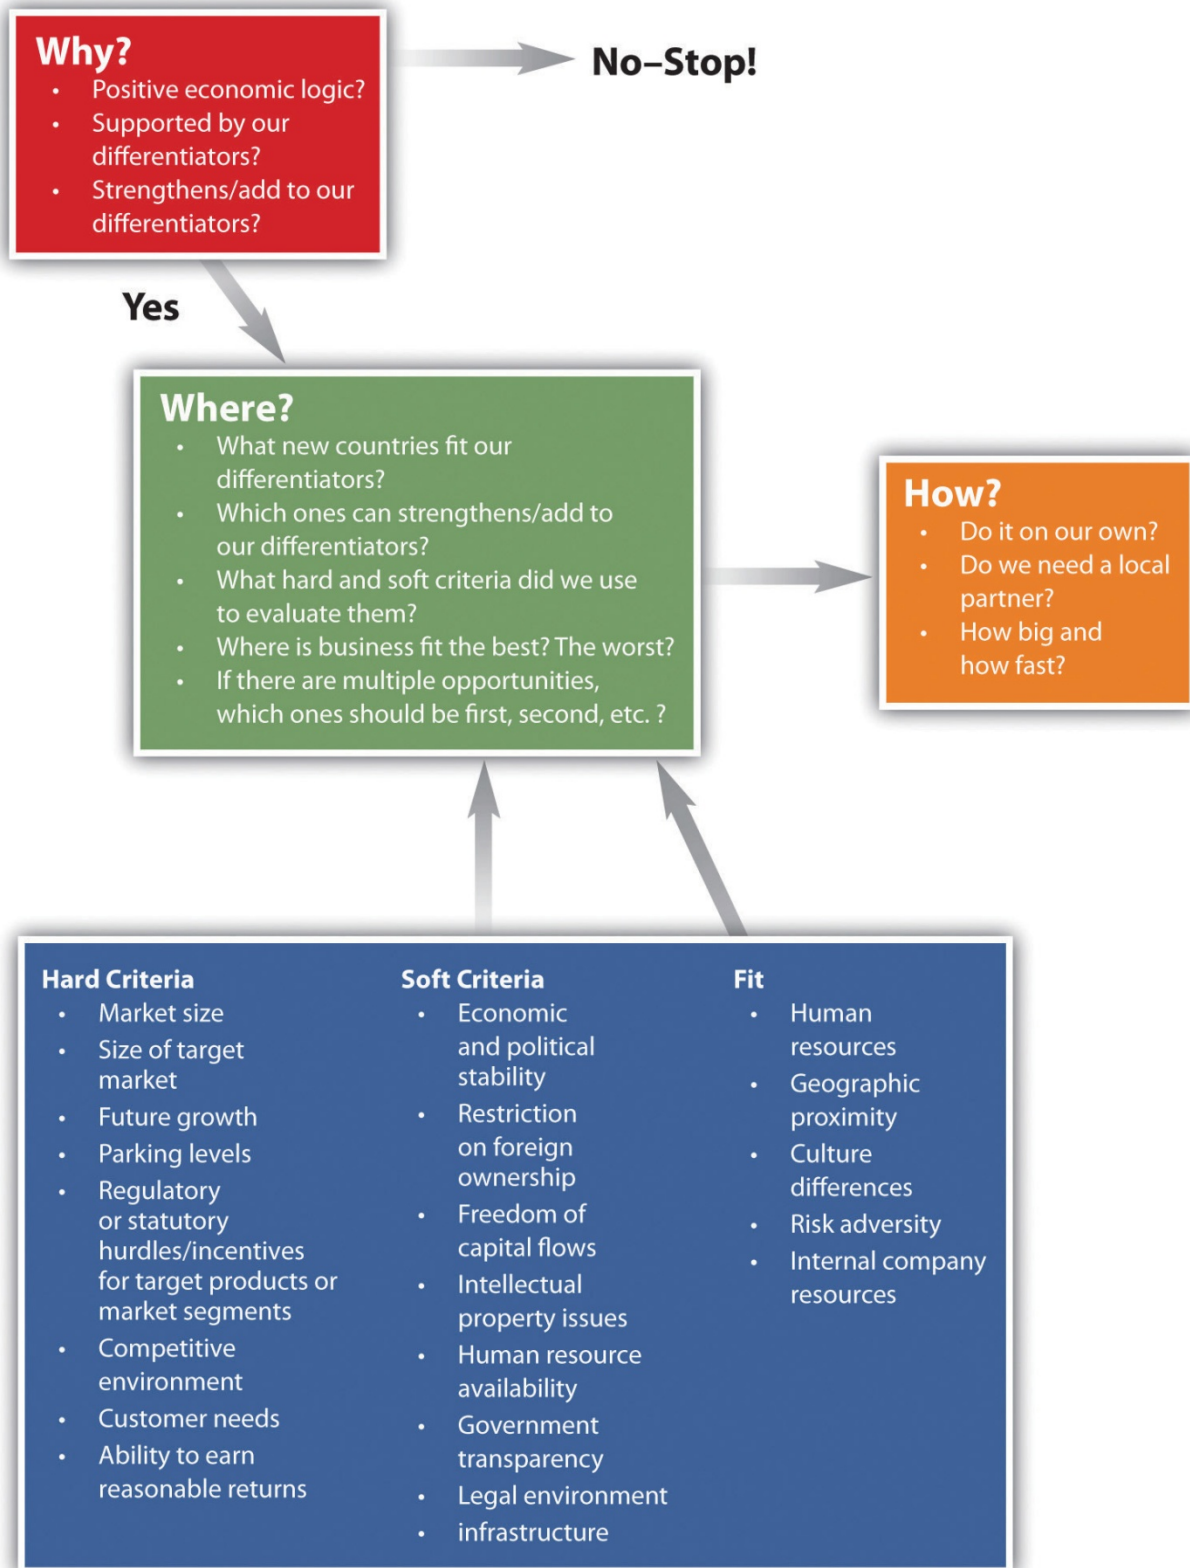 Why?
• Positive economic logic?
• Supported by our
differentiators?
• Strengthens/add to our
differentiators?
No–Stop!
Yes
Where?
• What new countries fit our
differentiators?
• Which ones can strengthens/add to
our differentiators?
• What hard and soft criteria did we use
to evaluate them?
• Where is business fit the best? The worst?
• If there are multiple opportunities,
which ones should be first, second, etc. ?
How?
• Do it on our own?
• Do we need a local
partner?
• How big and
how fast?
Hard Criteria
• Market size
• Size of target
market
• Future growth
• Parking levels
• Regulatory
or statutory
hurdles/incentives
for target products or
market segments
• Competitive
environment
• Customer needs
• Ability to earn
reasonable returns
Soft Criteria
• Economic
and political
stability
• Restriction
on foreign
ownership
• Freedom of
capital flows
• Intellectual
property issues
• Human resource
availability
• Government
transparency
• Legal environment
• infrastructure
Fit
• Human
resources
• Geographic
proximity
• Culture
differences
• Risk adversity
• Internal company
resources